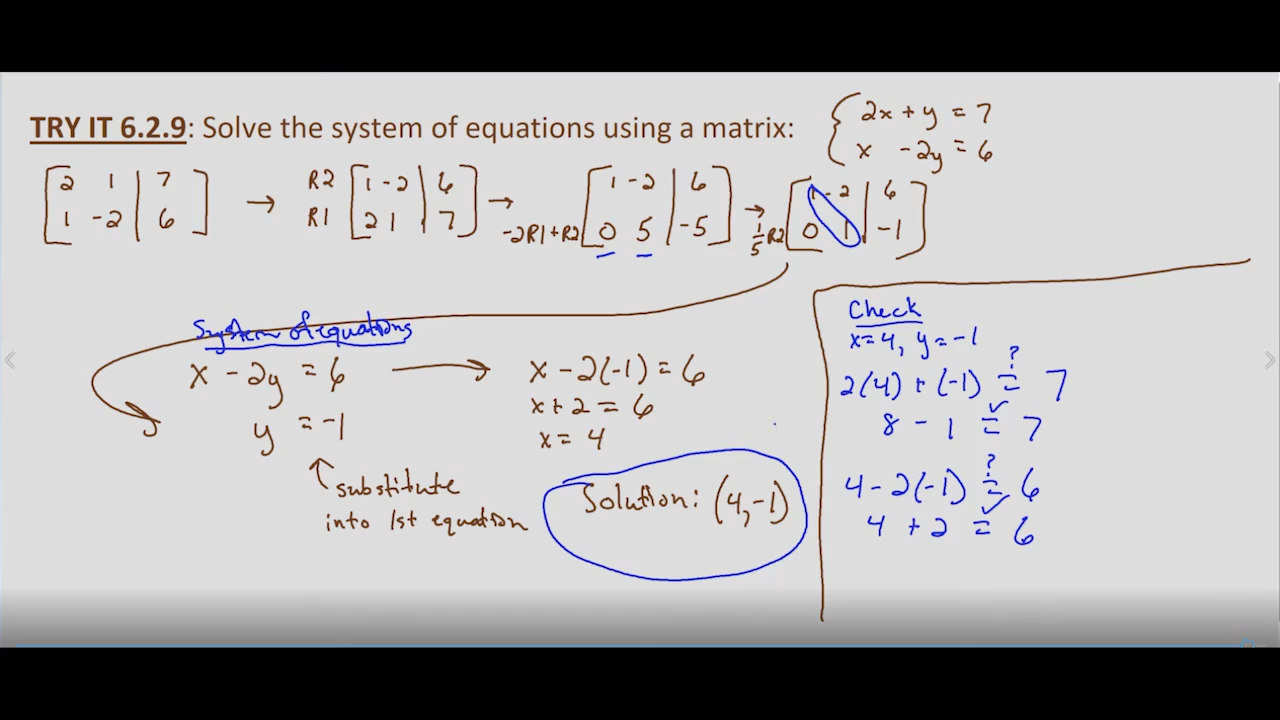 TRY IT 6.2.9: Solve the system of equations using a matrix:
{ 2x + y = 7
x - 2y = 6
[ 2 1 | 7 ] → R2 [ 1 -2 | 6 ] → [ 1 -2 | 6 ] → [ 1 -2 | 6 ]
[ 1 -2 | 6 ] R1 [ 2 1 | 7 ] -2R1+R2 [ 0 5 | -5 ] 1/5 R2 [ 0 1 | -1 ]
System of equations
x - 2y = 6 → x - 2(-1) = 6
y = -1
x + 2 = 6
x = 4
substitute
into 1st equation
Solution: (4, -1)
Check
x = 4, y = -1
2(4) + (-1) ?= 7
8 - 1 =✓ 7
4 - 2(-1) ?= 6
4 + 2 =✓ 6